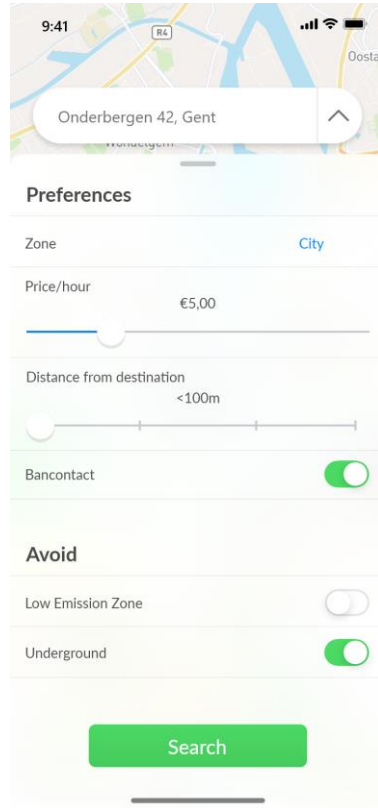 9:41
R4
Oosta
Onderbergen 42, Gent
Wondelgem
Preferences
Zone
City
Price/hour
€5,00
Distance from destination
<100m
Bancontact
Avoid
Low Emission Zone
Underground
Search